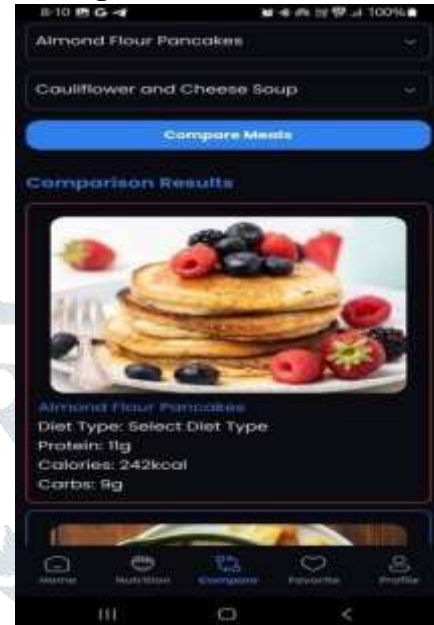 8:10
100%
Almond Flour Pancakes
Cauliflower and Cheese Soup
Compare Meals
Comparison Results
Almond Flour Pancakes
Diet Type: Select Diet Type
Protein: 11g
Calories: 242kcal
Carbs: 9g
Home Nutrition Compare Favorite Profile